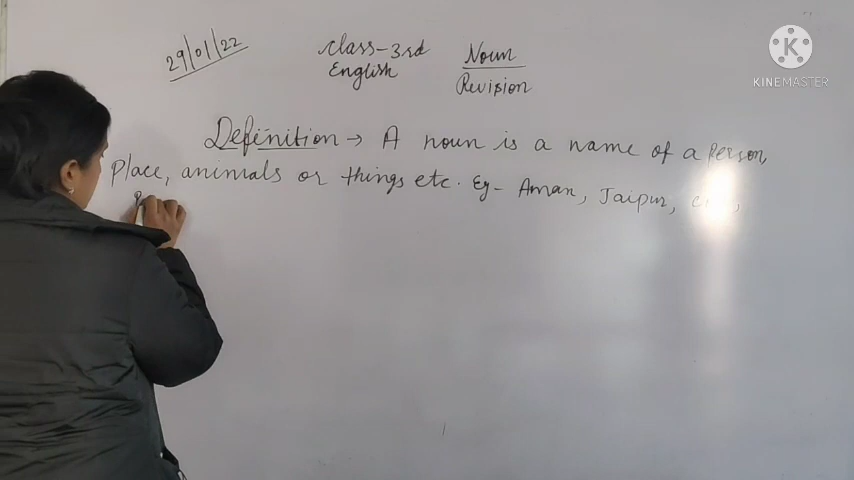 29/01/22
Class-3rd
English
Noun
Revision
Definition → A noun is a name of a Person,
Place, animals or things etc. Eg- Aman, Jaipur,
KINEMASTER